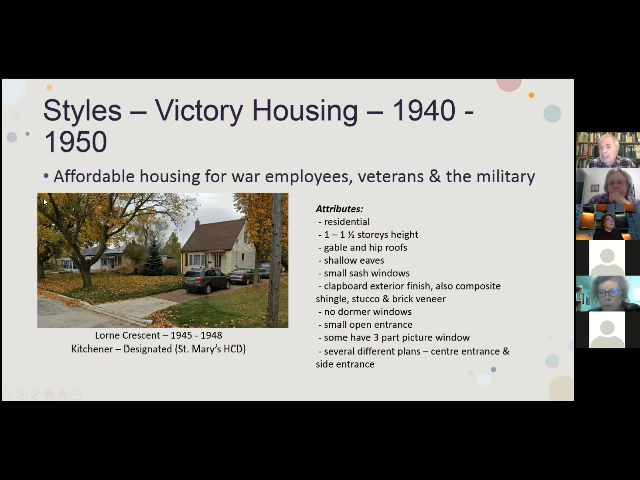 Styles – Victory Housing – 1940 -
1950
• Affordable housing for war employees, veterans & the military
Attributes:
- residential
- 1 – 1 ½ storeys height
- gable and hip roofs
- shallow eaves
- small sash windows
- clapboard exterior finish, also composite
shingle, stucco & brick veneer
- no dormer windows
- small open entrance
- some have 3 part picture window
- several different plans – centre entrance &
side entrance
Lorne Crescent – 1945 - 1948
Kitchener – Designated (St. Mary's HCD)